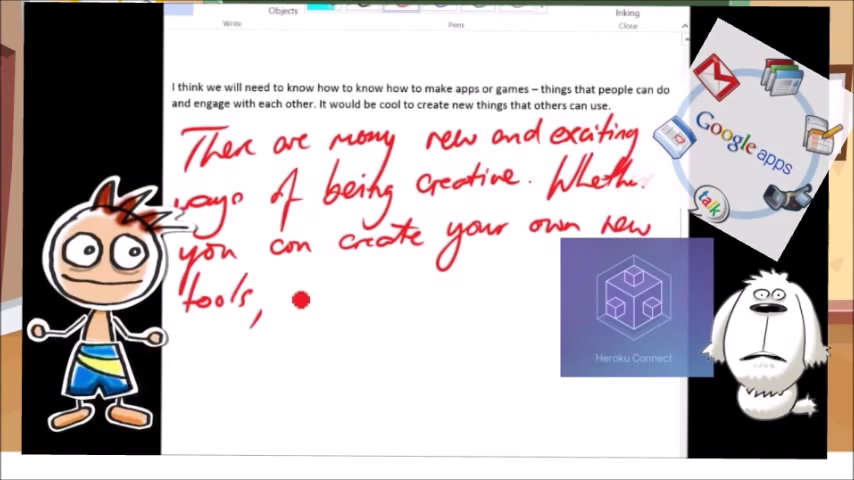 Objects
Inking
Write
Pens
Close
I think we will need to know how to know how to make apps or games – things that people can do
and engage with each other. It would be cool to create new things that others can use.
There are many new and exciting
ways of being creative. Whether
you can create your own new
tools,
Google apps
talk
Heroku Connect